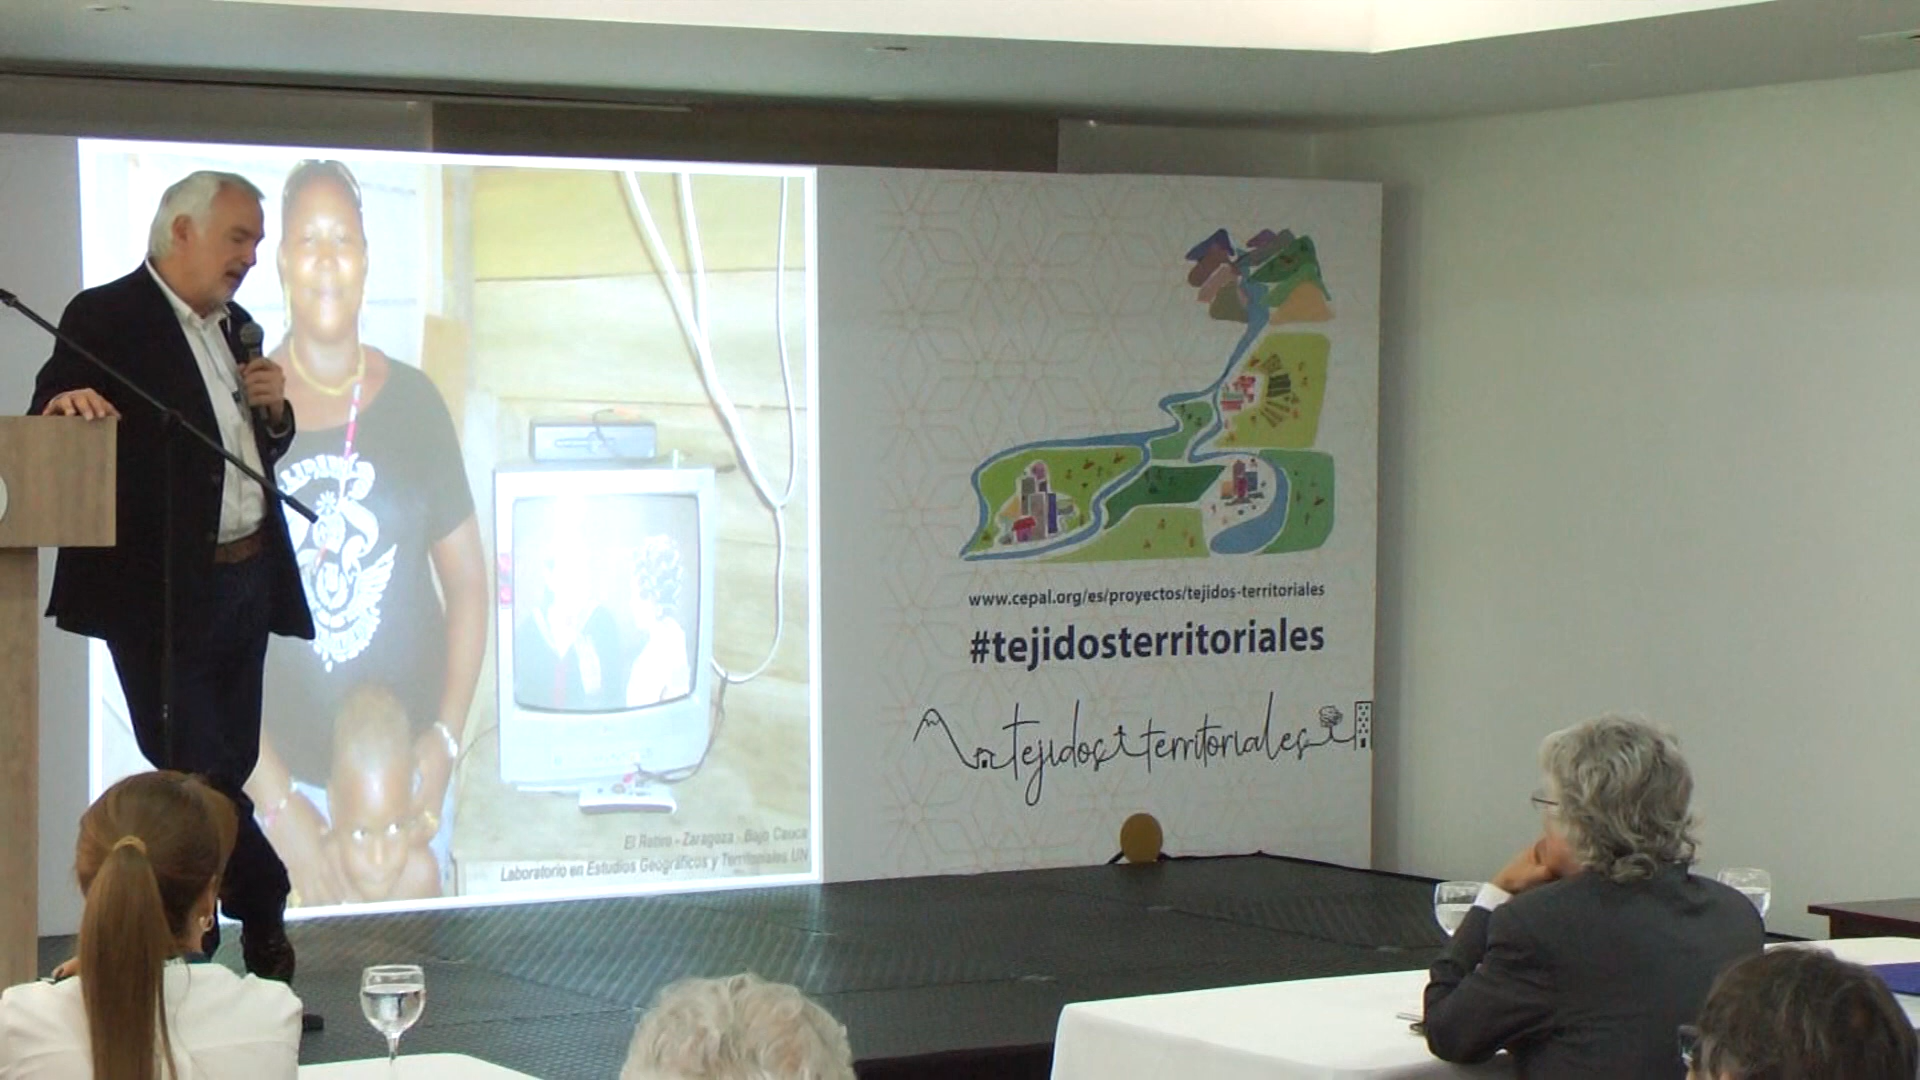 El Retiro - Zaragoza - Bajo Cauca
Laboratorio en Estudios Geográficos y Territoriales UN
www.cepal.org/es/proyectos/tejidos-territoriales
#tejidosterritoriales
tejidos territoriales